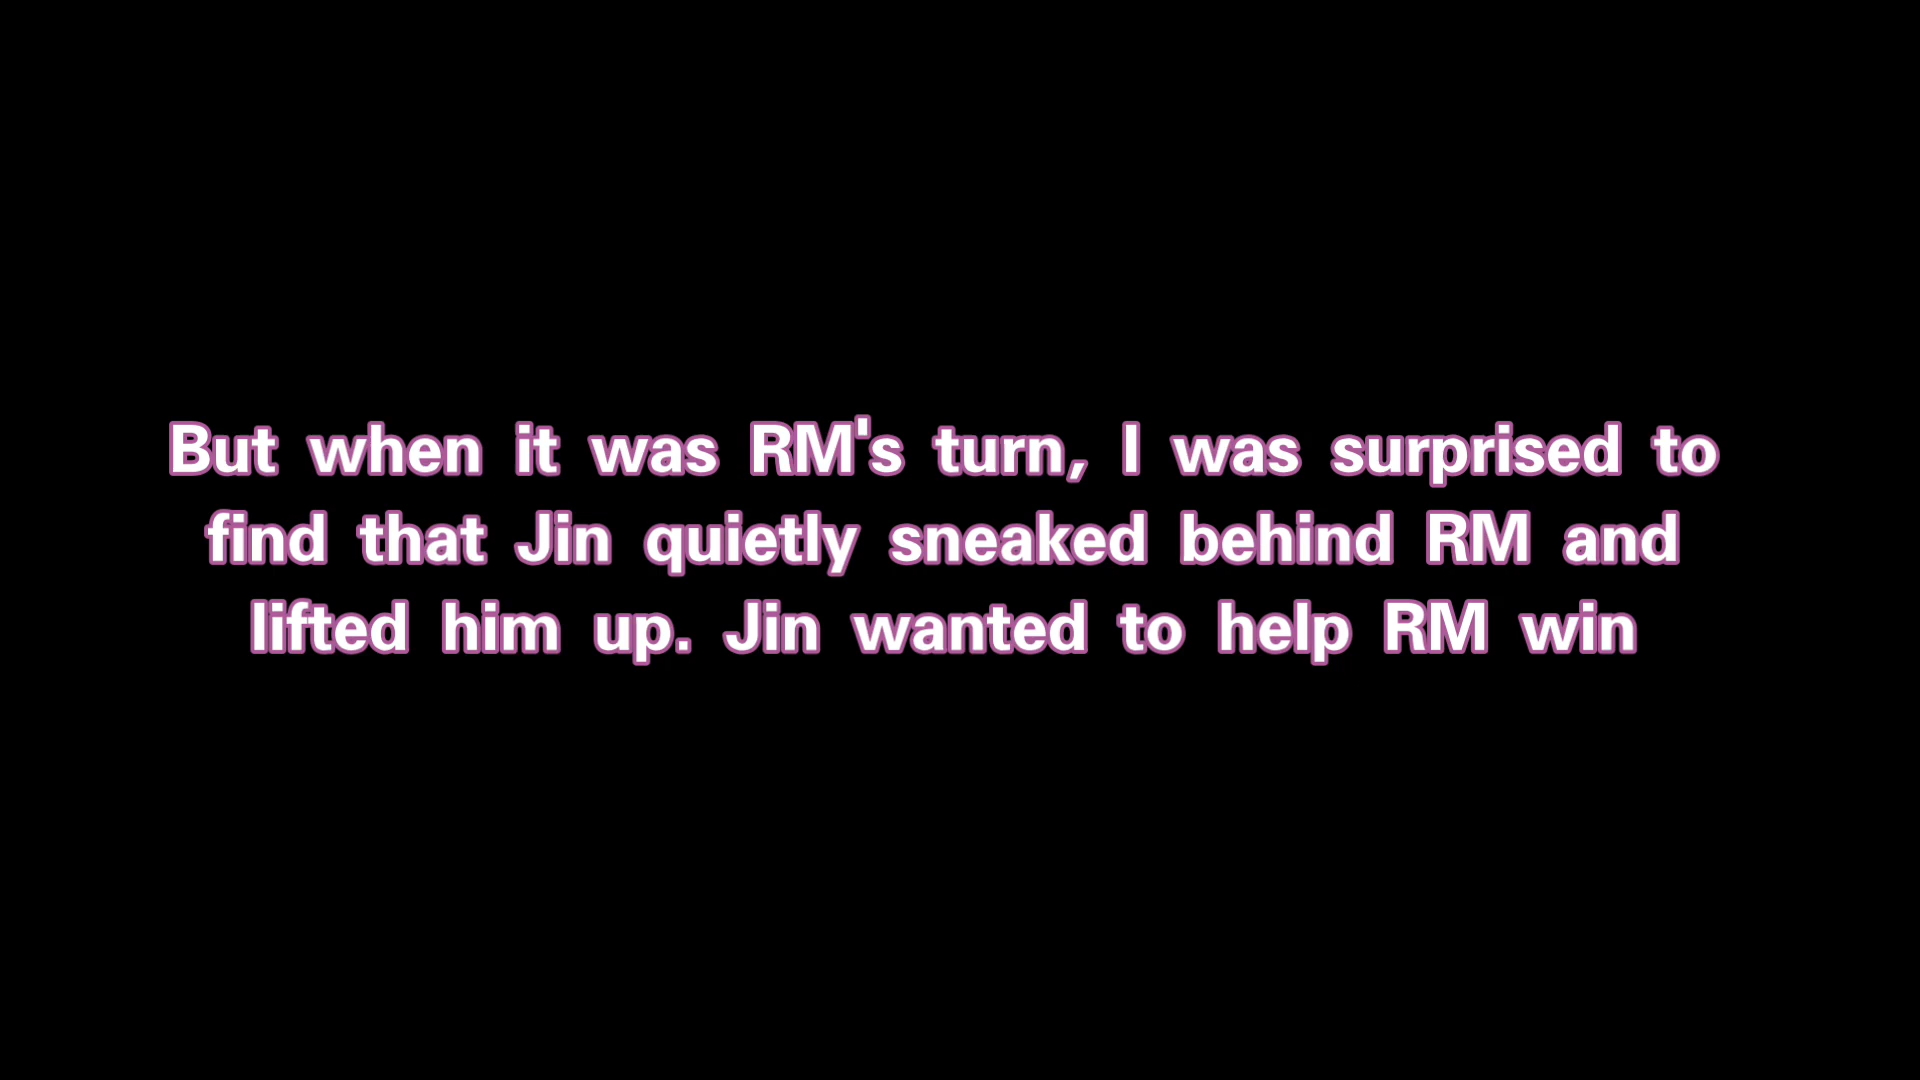 But when it was RM's turn, I was surprised to
find that Jin quietly sneaked behind RM and
lifted him up. Jin wanted to help RM win